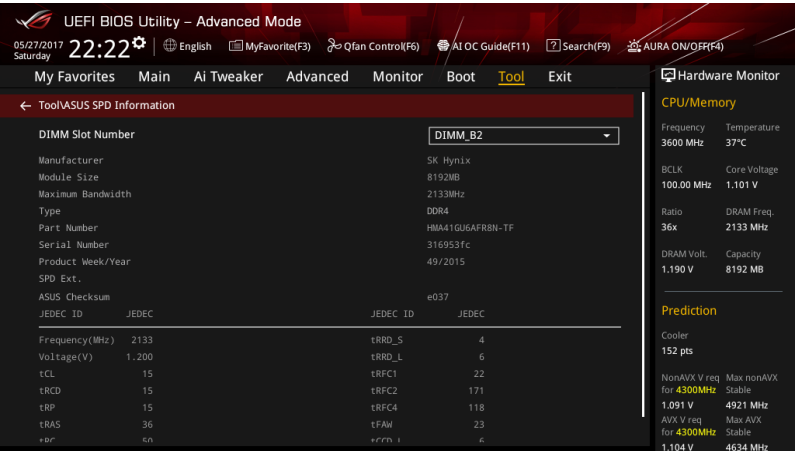 UEFI BIOS Utility – Advanced Mode
05/27/2017 Saturday 22:22 English MyFavorite(F3) Qfan Control(F6) AI OC Guide(F11) Search(F9) AURA ON/OFF(F4)
My Favorites Main Ai Tweaker Advanced Monitor Boot Tool Exit
Tool\ASUS SPD Information
DIMM Slot Number DIMM_B2
Manufacturer SK Hynix
Module Size 8192MB
Maximum Bandwidth 2133MHz
Type DDR4
Part Number HMA41GU6AFR8N-TF
Serial Number 316953fc
Product Week/Year 49/2015
SPD Ext.
ASUS Checksum e037
JEDEC ID JEDEC JEDEC ID JEDEC
Frequency(MHz) 2133 tRRD_S 4
Voltage(V) 1.200 tRRD_L 6
tCL 15 tRFC1 22
tRCD 15 tRFC2 171
tRP 15 tRFC4 118
tRAS 36 tFAW 23
tRC 50 tCCD_L 6
Hardware Monitor
CPU/Memory
Frequency Temperature
3600 MHz 37°C
BCLK Core Voltage
100.00 MHz 1.101 V
Ratio DRAM Freq.
36x 2133 MHz
DRAM Volt. Capacity
1.190 V 8192 MB
Prediction
Cooler
152 pts
NonAVX V req Max nonAVX
for 4300MHz Stable
1.091 V 4921 MHz
AVX V req Max AVX
for 4300MHz Stable
1.104 V 4634 MHz